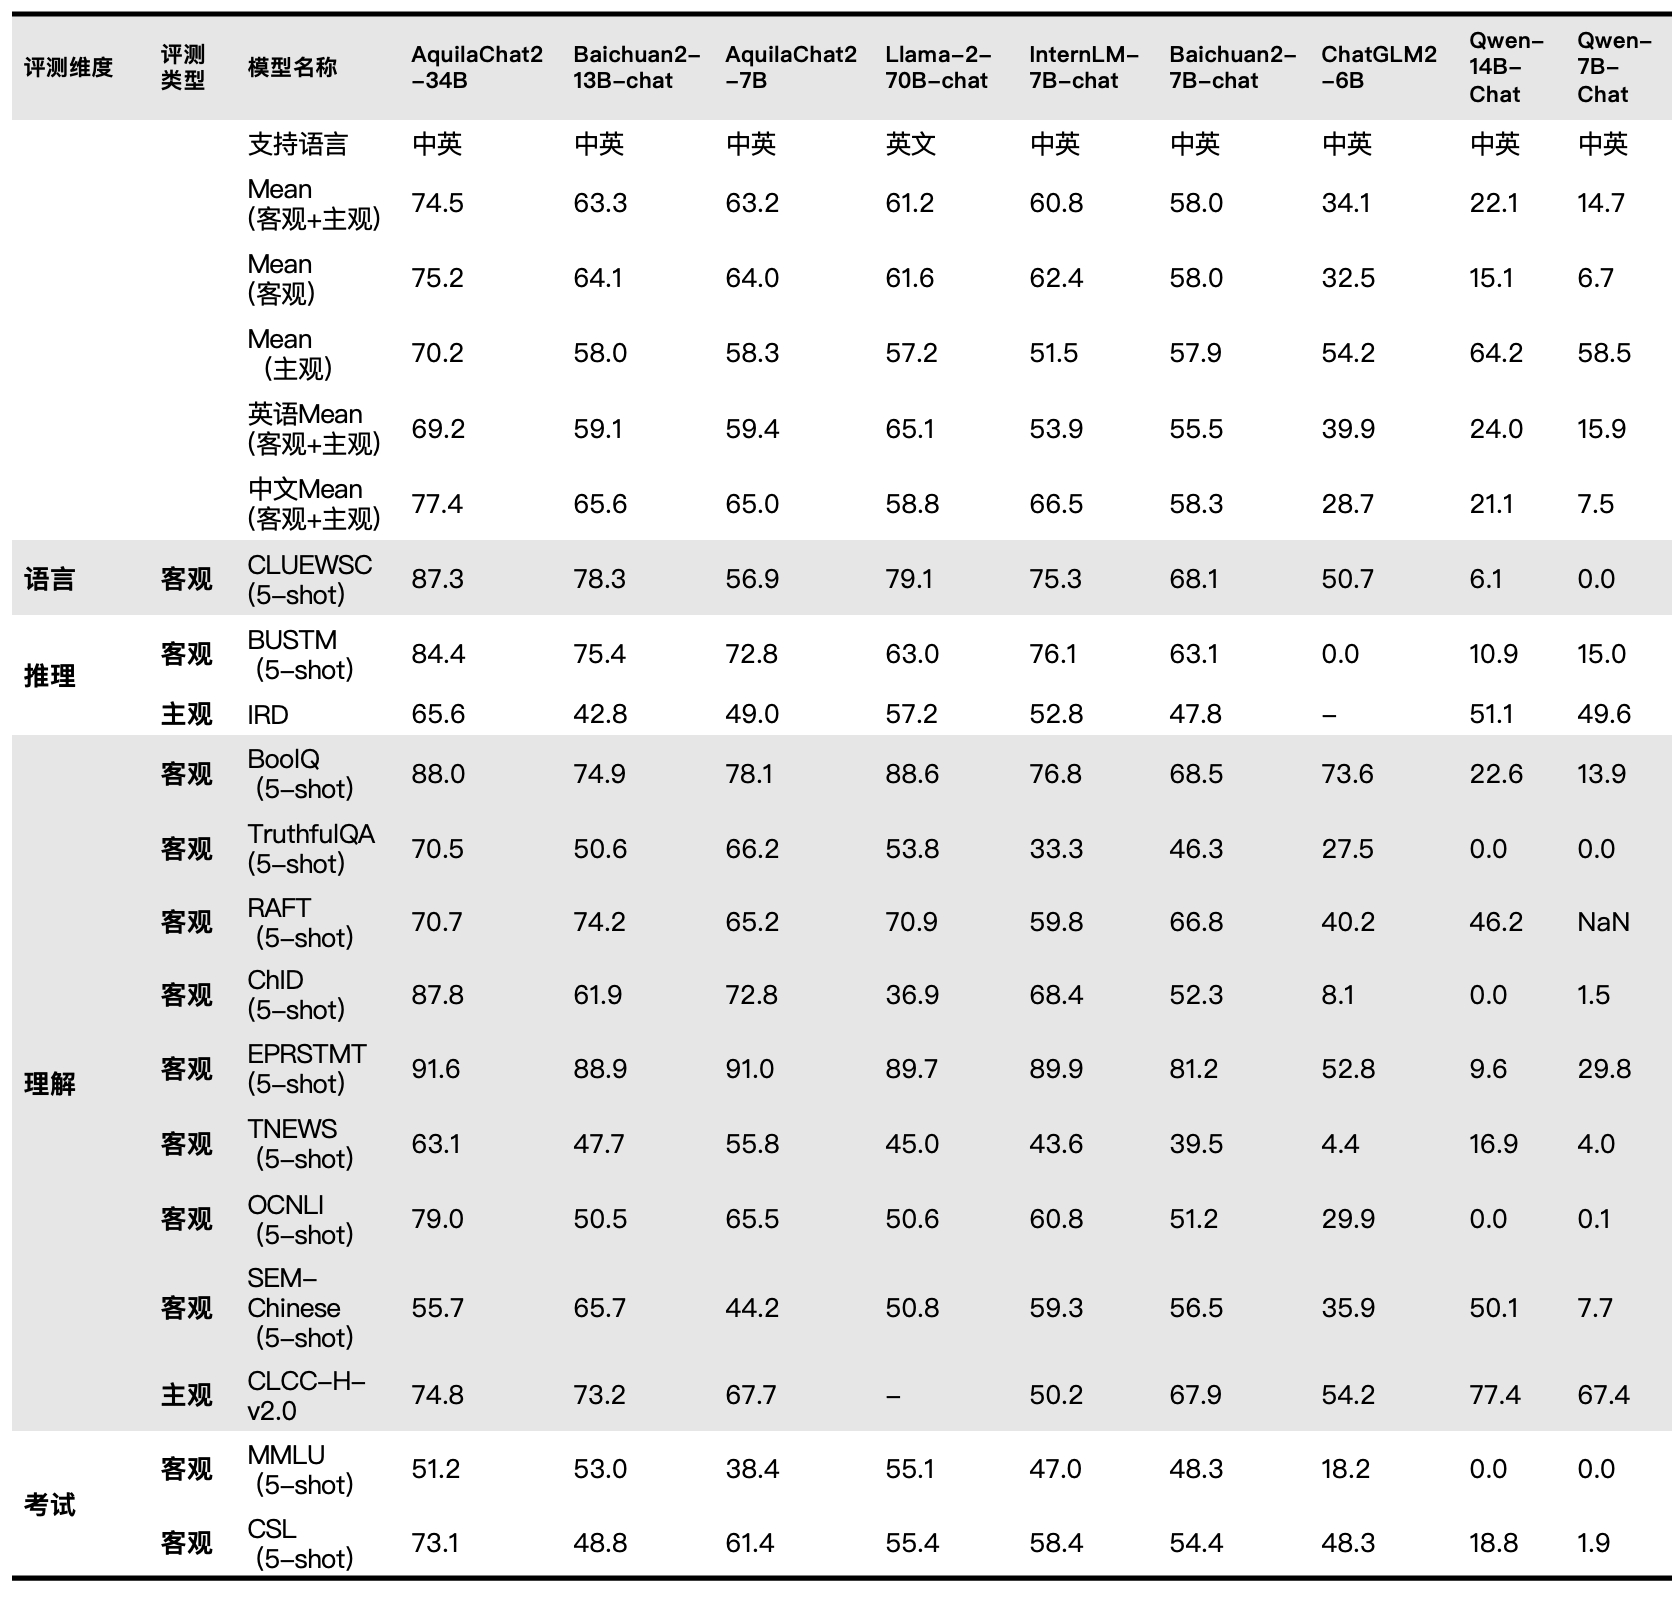 评测维度 评测类型 模型名称 AquilaChat2-34B Baichuan2-13B-chat AquilaChat2-7B Llama-2-70B-chat InternLM-7B-chat Baichuan2-7B-chat ChatGLM2-6B Qwen-14B-Chat Qwen-7B-Chat
支持语言 中英 中英 中英 英文 中英 中英 中英 中英 中英
Mean (客观+主观) 74.5 63.3 63.2 61.2 60.8 58.0 34.1 22.1 14.7
Mean (客观) 75.2 64.1 64.0 61.6 62.4 58.0 32.5 15.1 6.7
Mean （主观） 70.2 58.0 58.3 57.2 51.5 57.9 54.2 64.2 58.5
英语Mean (客观+主观) 69.2 59.1 59.4 65.1 53.9 55.5 39.9 24.0 15.9
中文Mean (客观+主观) 77.4 65.6 65.0 58.8 66.5 58.3 28.7 21.1 7.5
语言 客观 CLUEWSC (5-shot) 87.3 78.3 56.9 79.1 75.3 68.1 50.7 6.1 0.0
推理 客观 BUSTM （5-shot) 84.4 75.4 72.8 63.0 76.1 63.1 0.0 10.9 15.0
主观 IRD 65.6 42.8 49.0 57.2 52.8 47.8 – 51.1 49.6
理解 客观 BoolQ （5-shot) 88.0 74.9 78.1 88.6 76.8 68.5 73.6 22.6 13.9
客观 TruthfulQA (5-shot) 70.5 50.6 66.2 53.8 33.3 46.3 27.5 0.0 0.0
客观 RAFT （5-shot) 70.7 74.2 65.2 70.9 59.8 66.8 40.2 46.2 NaN
客观 ChID (5-shot) 87.8 61.9 72.8 36.9 68.4 52.3 8.1 0.0 1.5
客观 EPRSTMT (5-shot) 91.6 88.9 91.0 89.7 89.9 81.2 52.8 9.6 29.8
客观 TNEWS （5-shot) 63.1 47.7 55.8 45.0 43.6 39.5 4.4 16.9 4.0
客观 OCNLI （5-shot) 79.0 50.5 65.5 50.6 60.8 51.2 29.9 0.0 0.1
客观 SEM-Chinese （5-shot) 55.7 65.7 44.2 50.8 59.3 56.5 35.9 50.1 7.7
主观 CLCC-H-v2.0 74.8 73.2 67.7 – 50.2 67.9 54.2 77.4 67.4
考试 客观 MMLU （5-shot) 51.2 53.0 38.4 55.1 47.0 48.3 18.2 0.0 0.0
客观 CSL （5-shot) 73.1 48.8 61.4 55.4 58.4 54.4 48.3 18.8 1.9